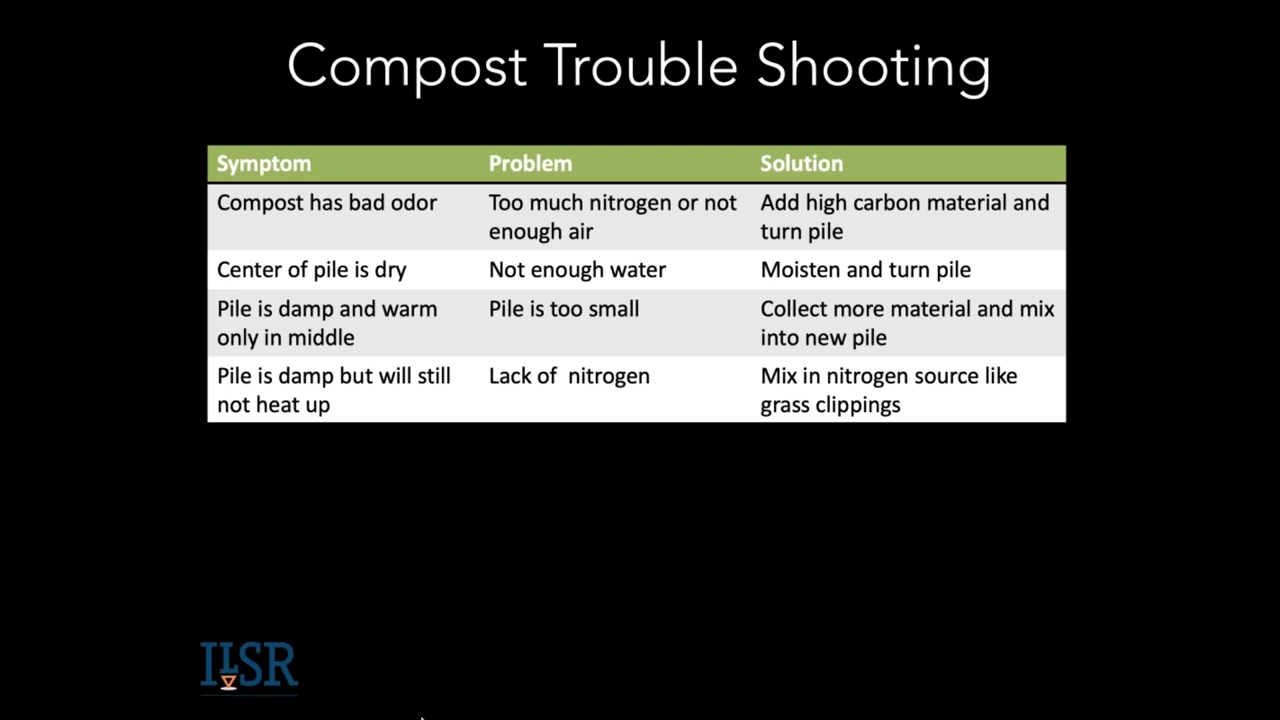 Compost Trouble Shooting
Symptom Problem Solution
Compost has bad odor Too much nitrogen or not Add high carbon material and
enough air turn pile
Center of pile is dry Not enough water Moisten and turn pile
Pile is damp and warm Pile is too small Collect more material and mix
only in middle into new pile
Pile is damp but will still Lack of nitrogen Mix in nitrogen source like
not heat up grass clippings
ILSR